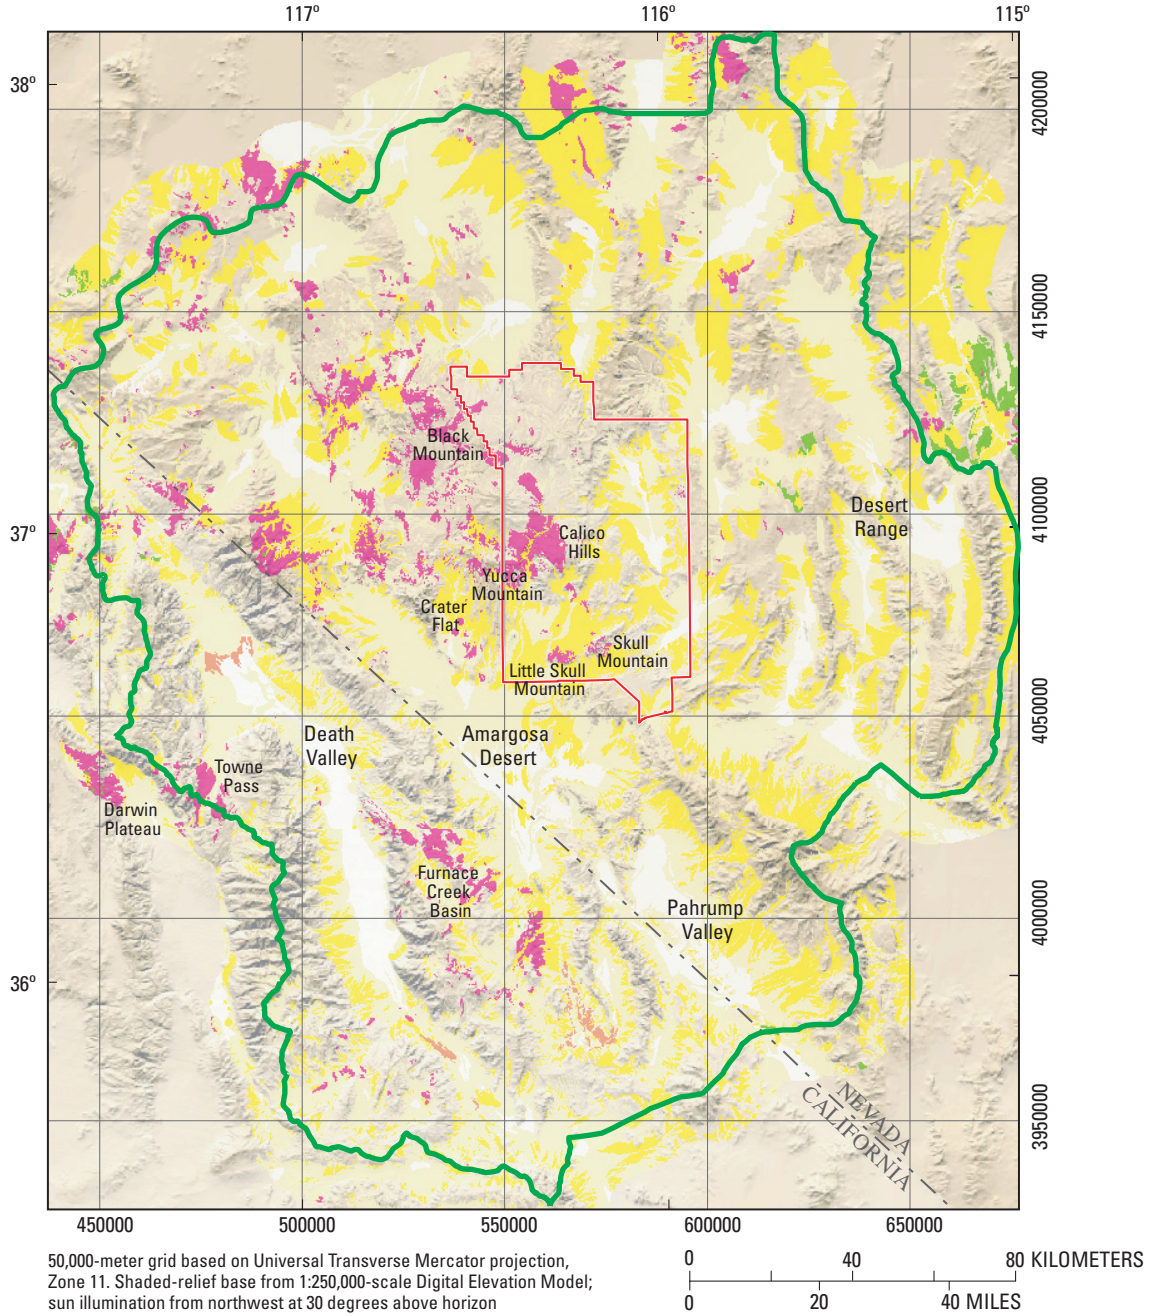 117°
116°
115°
38°
4200000
4150000
Black
Mountain
Desert
Range
4100000
37°
Calico
Hills
Yucca
Mountain
Crater
Flat
Skull
Mountain
Little Skull
Mountain
4050000
Death
Valley
Amargosa
Desert
Towne
Pass
Darwin
Plateau
Furnace
Creek
Basin
Pahrump
Valley
4000000
36°
NEVADA
CALIFORNIA
3950000
450000
500000
550000
600000
650000
50,000-meter grid based on Universal Transverse Mercator projection,
Zone 11. Shaded-relief base from 1:250,000-scale Digital Elevation Model;
sun illumination from northwest at 30 degrees above horizon
0 40 80 KILOMETERS
0 20 40 MILES